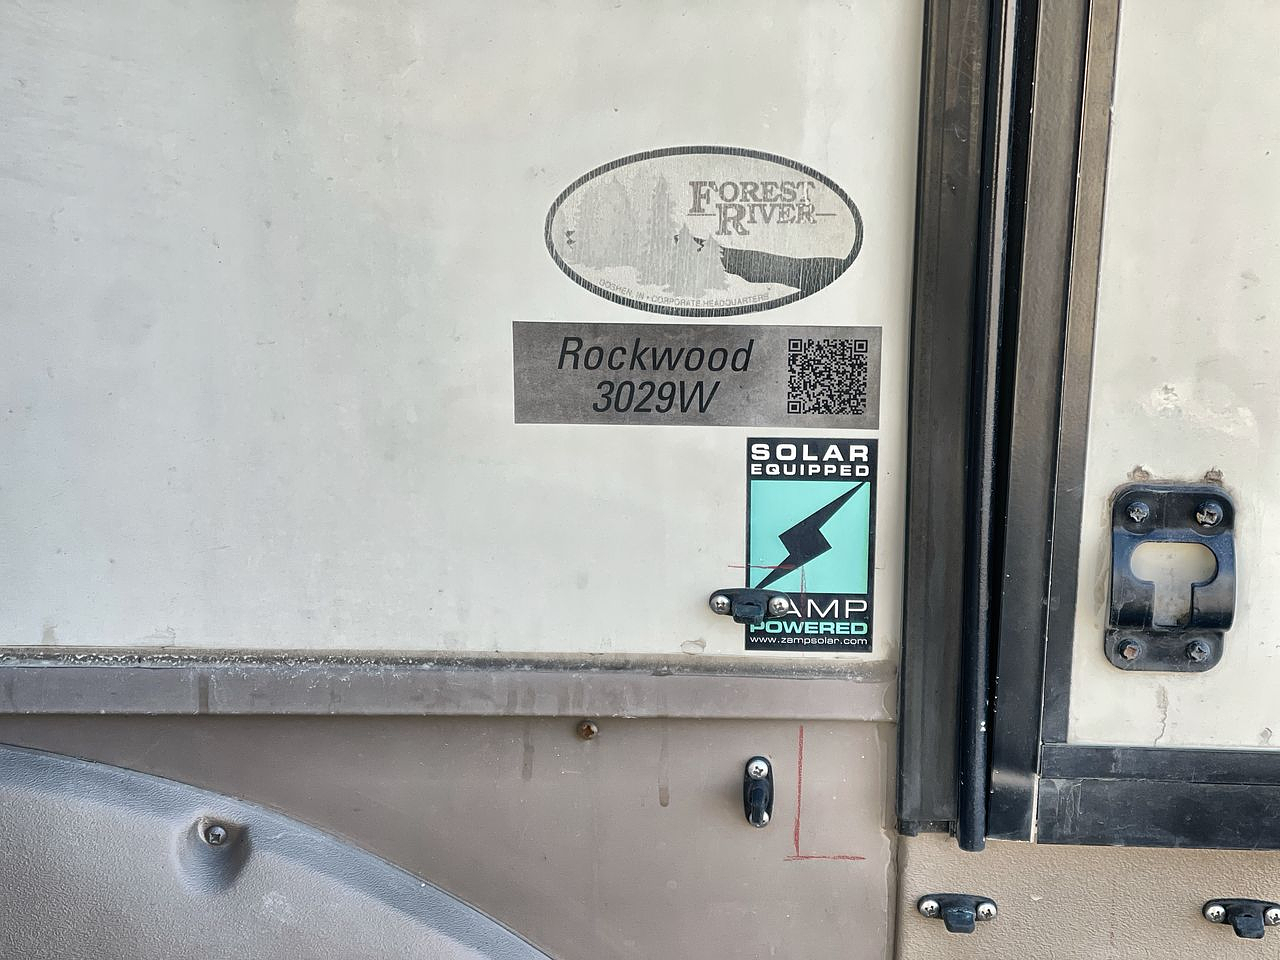 FOREST
RIVER
GOSHEN, IN • CORPORATE HEADQUARTERS
Rockwood
3029W
SOLAR
EQUIPPED
ZAMP
POWERED
www.zampsolar.com